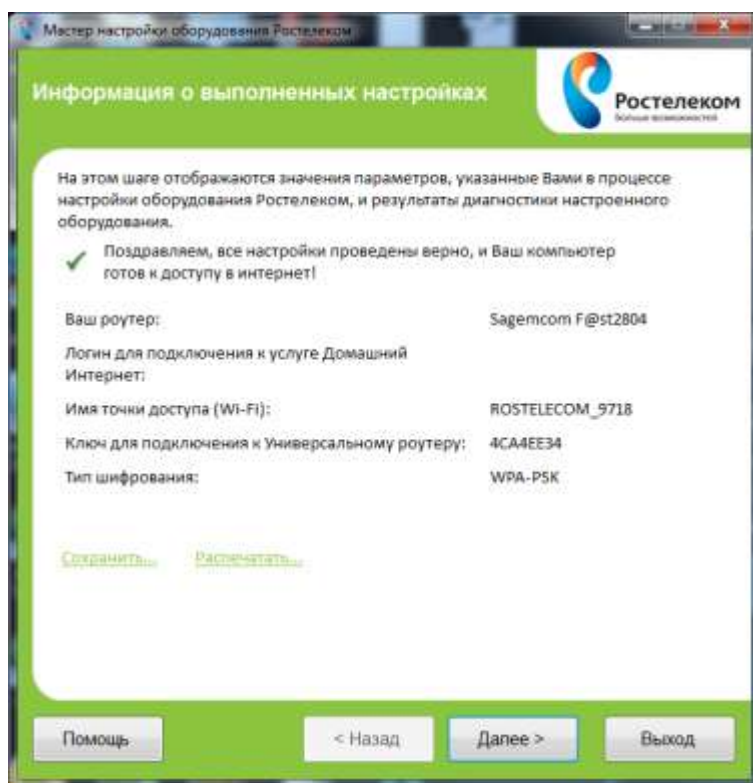 Мастер настройки оборудования Ростелеком
Информация о выполненных настройках
Ростелеком
Больше возможностей
На этом шаге отображаются значения параметров, указанные Вами в процессе
настройки оборудования Ростелеком, и результаты диагностики настроенного
оборудования.
Поздравляем, все настройки проведены верно, и Ваш компьютер
готов к доступу в интернет!
Ваш роутер: Sagemcom F@st2804
Логин для подключения к услуге Домашний
Интернет:
Имя точки доступа (Wi-Fi): ROSTELECOM_9718
Ключ для подключения к Универсальному роутеру: 4CA4EE34
Тип шифрования: WPA-PSK
Сохранить... Распечатать...
Помощь < Назад Далее > Выход